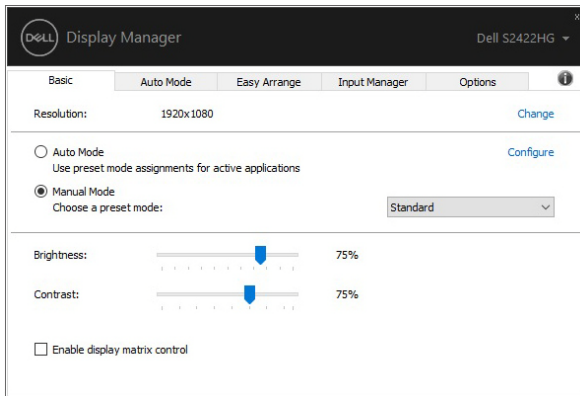 DELL Display Manager
Dell S2422HG
Basic Auto Mode Easy Arrange Input Manager Options
Resolution: 1920x1080 Change
Auto Mode Configure
Use preset mode assignments for active applications
Manual Mode
Choose a preset mode: Standard
Brightness: 75%
Contrast: 75%
Enable display matrix control